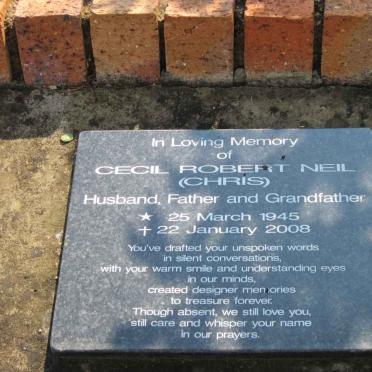 In Loving Memory
of
CECIL ROBERT NEIL
(CHRIS)
Husband, Father and Grandfather
★ 25 March 1945
✝ 22 January 2008
You've drafted your unspoken words
in silent conversations,
with your warm smile and understanding eyes
in our minds,
created designer memories
to treasure forever.
Though absent, we still love you,
still care and whisper your name
in our prayers.